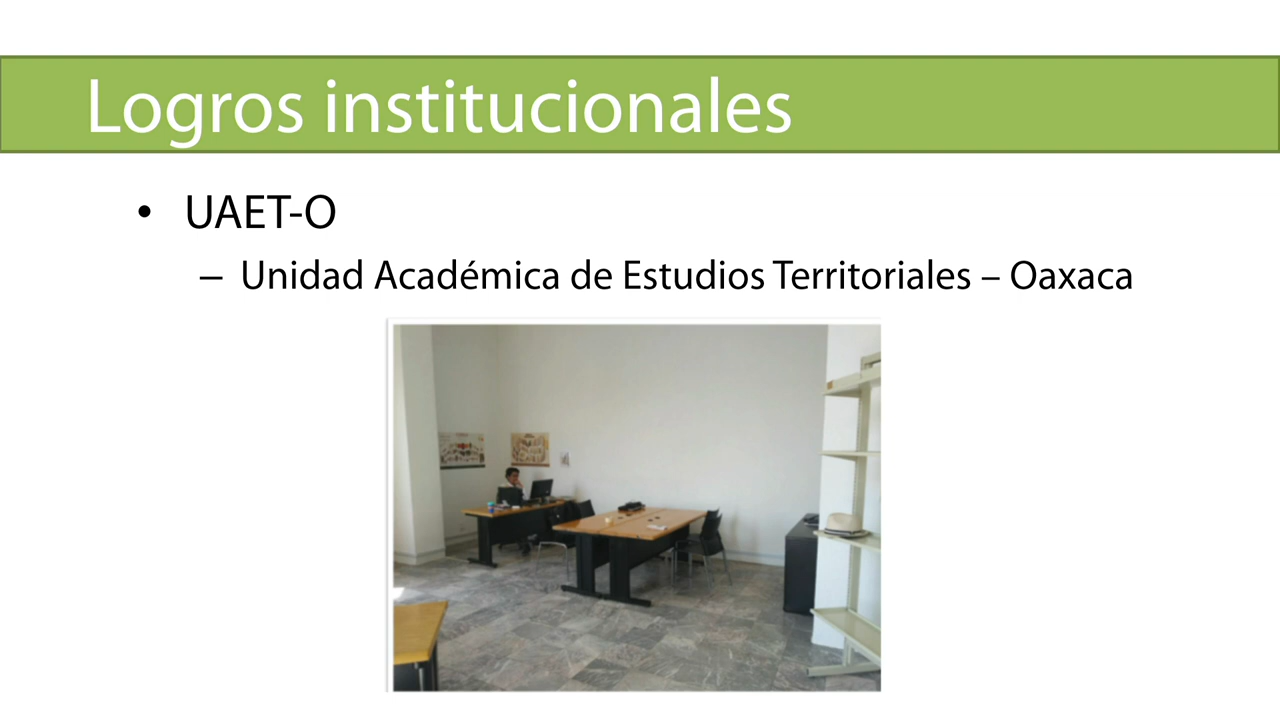 Logros institucionales
• UAET-O
– Unidad Académica de Estudios Territoriales – Oaxaca